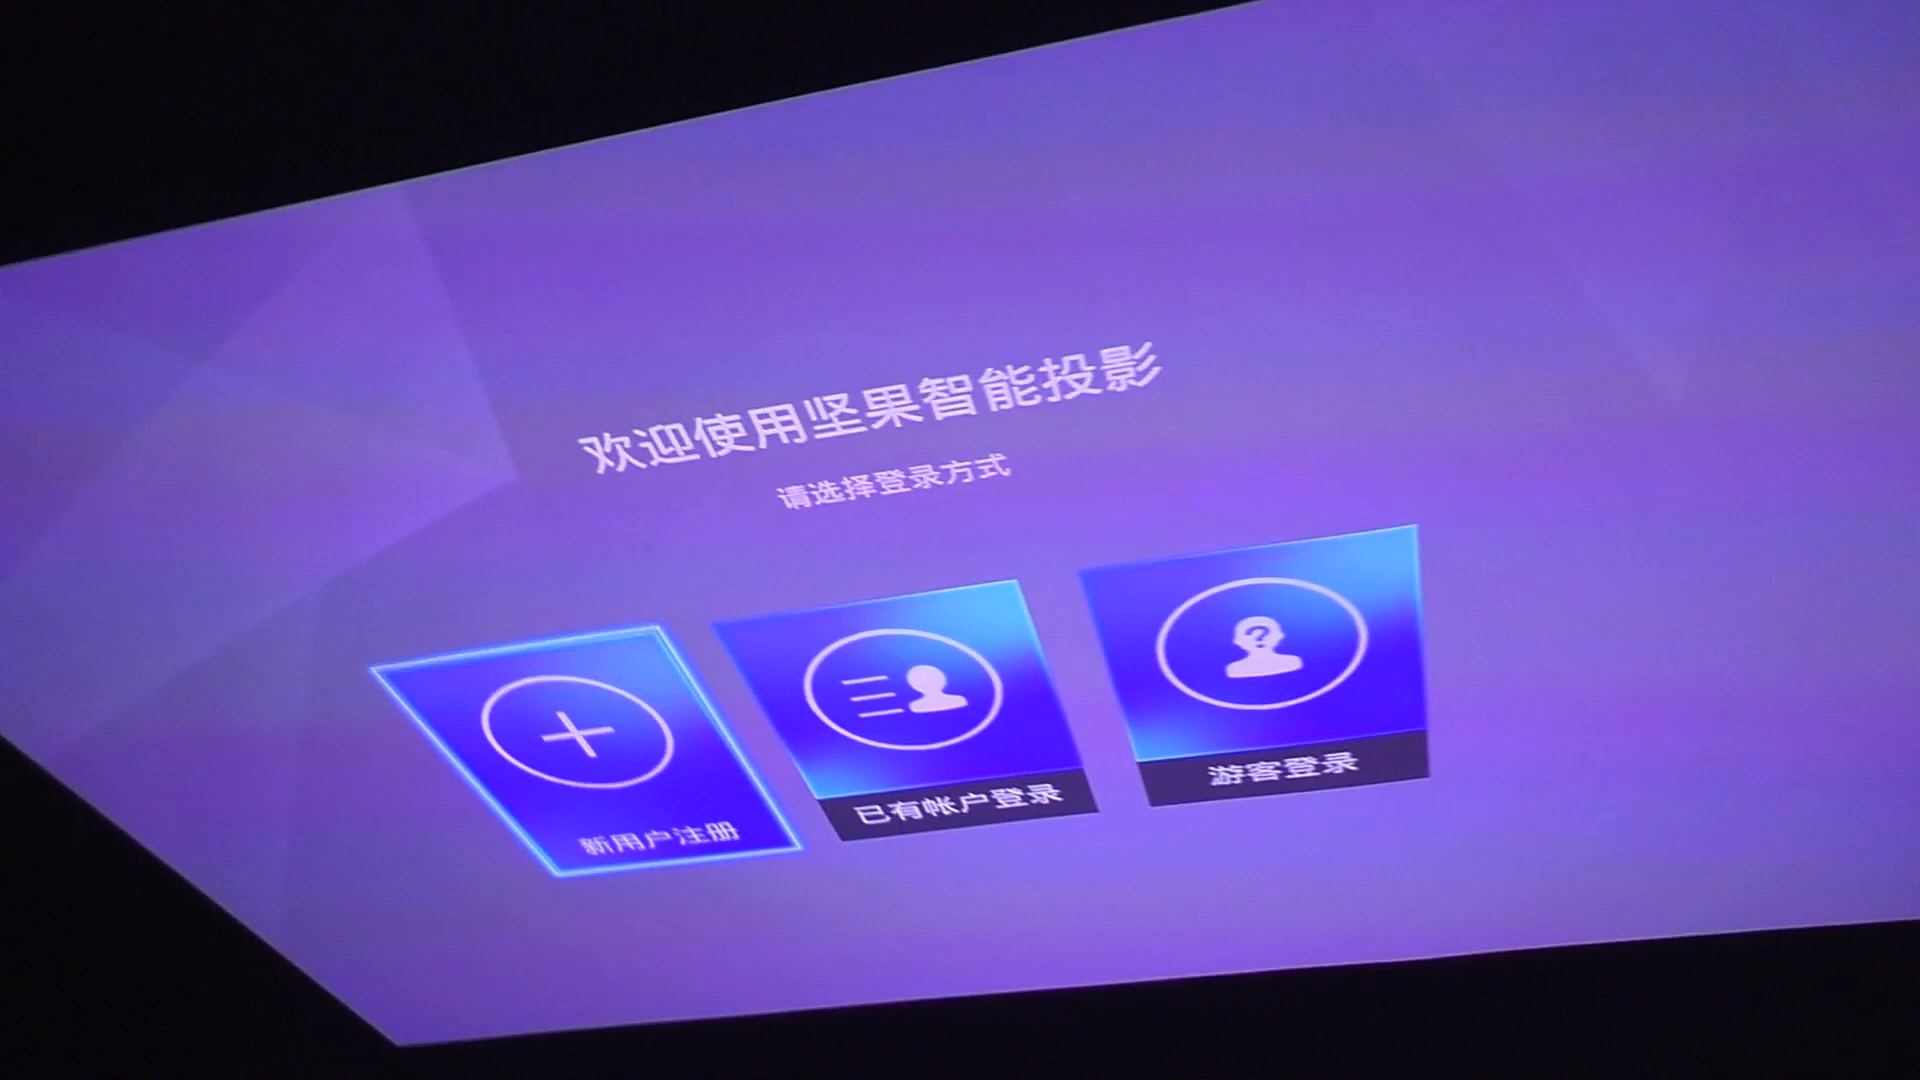 欢迎使用坚果智能投影
请选择登录方式
新用户注册
已有帐户登录
游客登录